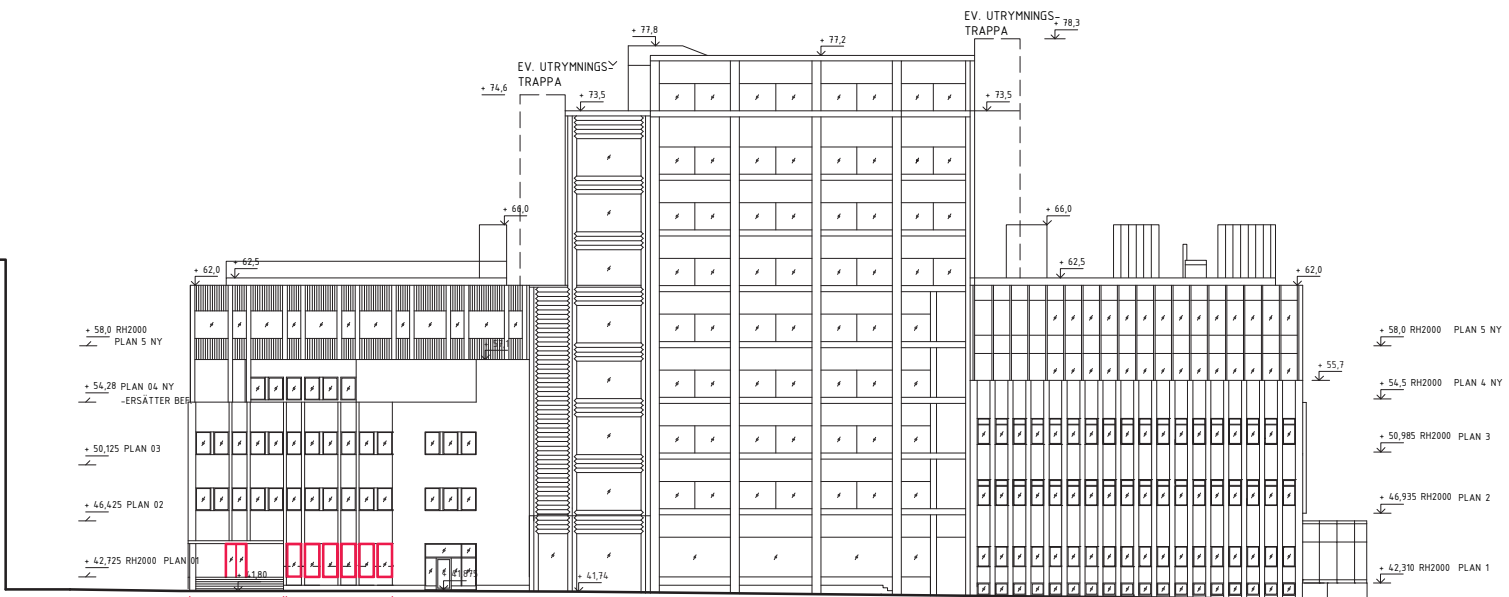 EV. UTRYMNINGS-
TRAPPA
+ 78,3
+ 77,8
+ 77,2
EV. UTRYMNINGS-
TRAPPA
+ 74,6
+ 73,5
+ 73,5
+ 66,0
+ 66,0
+ 62,0
+ 62,5
+ 62,5
+ 62,0
+ 58,0 RH2000
PLAN 5 NY
+ 57,1
+ 58,0 RH2000 PLAN 5 NY
+ 55,7
+ 54,28 PLAN 04 NY
-ERSÄTTER BEF
+ 54,5 RH2000 PLAN 4 NY
+ 50,125 PLAN 03
+ 50,985 RH2000 PLAN 3
+ 46,425 PLAN 02
+ 46,935 RH2000 PLAN 2
+ 42,725 RH2000 PLAN 01
+ 41,80
+ 41,875
+ 41,74
+ 42,310 RH2000 PLAN 1